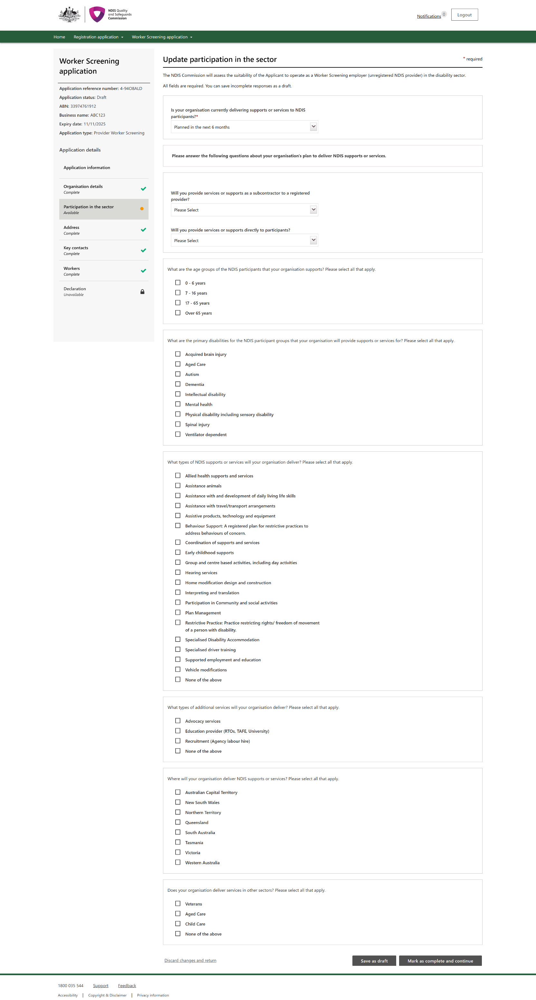 NDIS Quality
and Safeguards
Commission
Notifications 0
Logout
Home
Registration application
Worker Screening application
Worker Screening
application
Application reference number: 4-94O8ALD
Application status: Draft
ABN: 33974761912
Business name: ABC123
Expiry date: 11/11/2025
Application type: Provider Worker Screening
Application details
Application information
Organisation details
Complete
Participation in the sector
Available
Address
Complete
Key contacts
Complete
Workers
Complete
Declaration
Unavailable
Update participation in the sector
* required
The NDIS Commission will assess the suitability of the Applicant to operate as a Worker Screening employer (unregistered NDIS provider) in the disability sector.
All fields are required. You can save incomplete responses as a draft.
Is your organisation currently delivering supports or services to NDIS
participants?*
Planned in the next 6 months
Please answer the following questions about your organisation's plan to deliver NDIS supports or services.
Will you provide services or supports as a subcontractor to a registered
provider?
Please Select
Will you provide services or supports directly to participants?
Please Select
What are the age groups of the NDIS participants that your organisation supports? Please select all that apply.
0 - 6 years
7 - 16 years
17 - 65 years
Over 65 years
What are the primary disabilities for the NDIS participant groups that your organisation will provide supports or services for? Please select all that apply.
Acquired brain injury
Aged Care
Autism
Dementia
Intellectual disability
Mental health
Physical disability including sensory disability
Spinal injury
Ventilator dependent
What types of NDIS supports or services will your organisation deliver? Please select all that apply.
Allied health supports and services
Assistance animals
Assistance with and development of daily living life skills
Assistance with travel/transport arrangements
Assistive products, technology and equipment
Behaviour Support: A registered plan for restrictive practices to
address behaviours of concern.
Coordination of supports and services
Early childhood supports
Group and centre based activities, including day activities
Hearing services
Home modification design and construction
Interpreting and translation
Participation in Community and social activities
Plan Management
Restrictive Practice: Practice restricting rights/ freedom of movement
of a person with disability.
Specialised Disability Accommodation
Specialised driver training
Supported employment and education
Vehicle modifications
None of the above
What types of additional services will your organisation deliver? Please select all that apply.
Advocacy services
Education provider (RTOs, TAFE, University)
Recruitment (Agency labour hire)
None of the above
Where will your organisation deliver NDIS supports or services? Please select all that apply.
Australian Capital Territory
New South Wales
Northern Territory
Queensland
South Australia
Tasmania
Victoria
Western Australia
Does your organisation deliver services in other sectors? Please select all that apply.
Veterans
Aged Care
Child Care
None of the above
Discard changes and return
Save as draft
Mark as complete and continue
1800 035 544
Support
Feedback
Accessibility | Copyright & Disclaimer | Privacy information